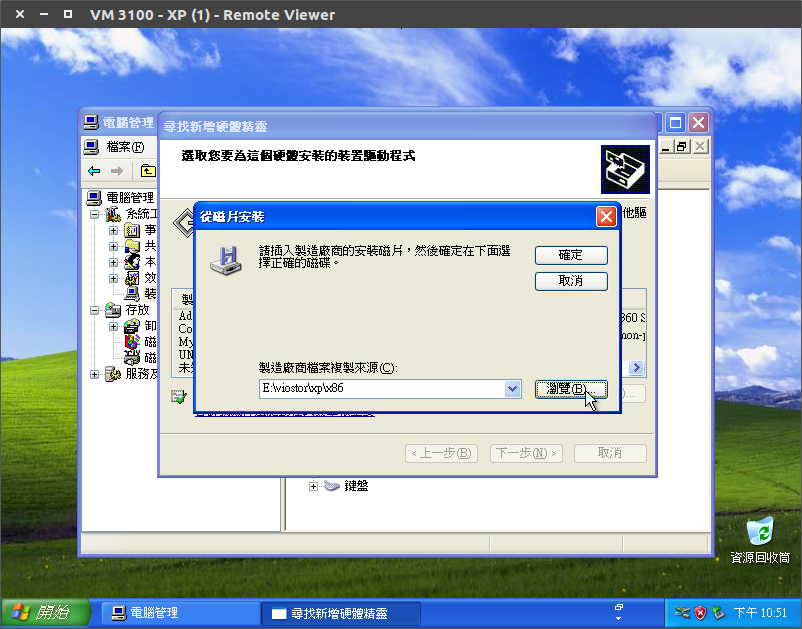 VM 3100 - XP (1) - Remote Viewer
電腦管理
檔案(F)
電腦管理
系統工
事
共
本
效
裝
存放
卸
磁
磁
服務及
尋找新增硬體精靈
選取您要為這個硬體安裝的裝置驅動程式
他驅
製
Ad
Co
My
UN
未知
360 S
non-]
從磁片安裝
請插入製造廠商的安裝磁片，然後確定在下面選
擇正確的磁碟。
確定
取消
製造廠商檔案複製來源(C):
E:\viostor\xp\x86
瀏覽(B)...
)...
< 上一步(B)
下一步(N) >
取消
鍵盤
資源回收筒
開始
電腦管理
尋找新增硬體精靈
下午 10:51